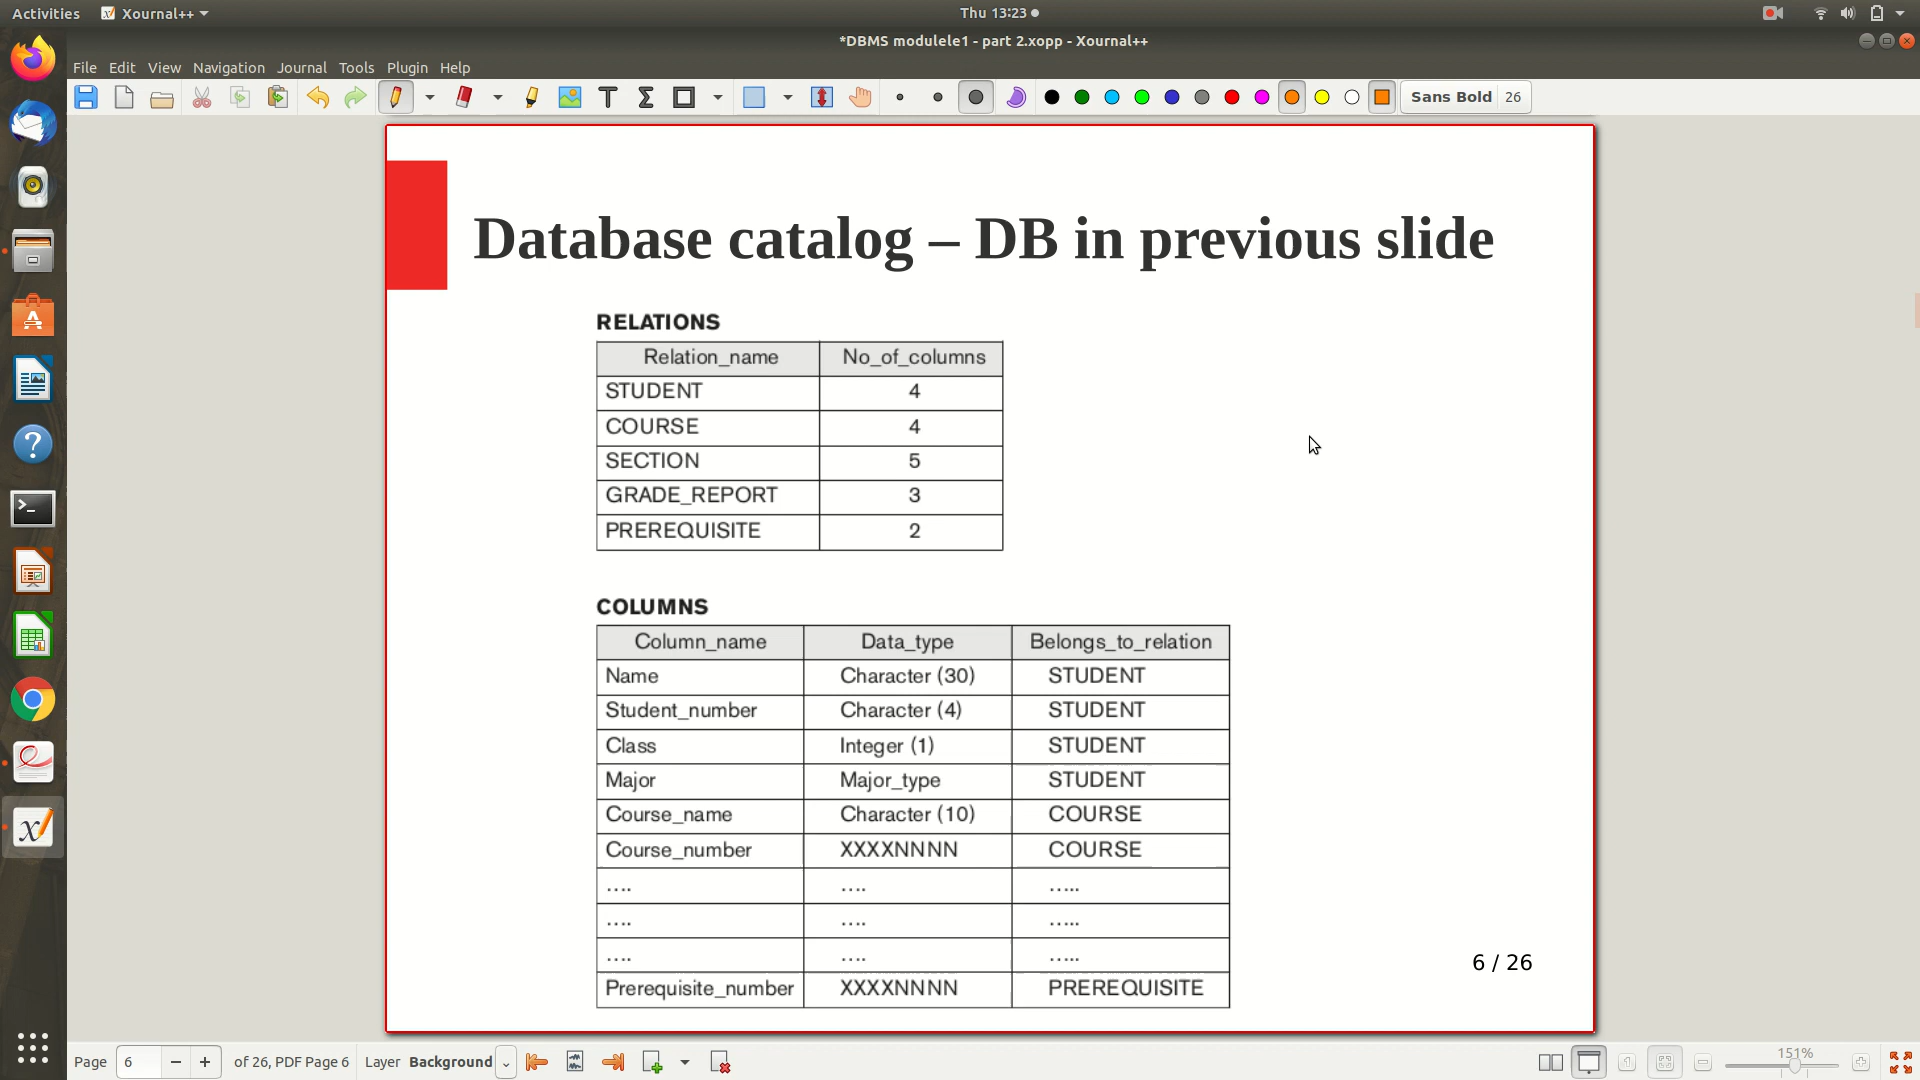 Activities Xournal++ Thu 13:23
*DBMS modulele1 - part 2.xopp - Xournal++
File Edit View Navigation Journal Tools Plugin Help
Sans Bold 26
Database catalog – DB in previous slide
RELATIONS
Relation_name No_of_columns
STUDENT 4
COURSE 4
SECTION 5
GRADE_REPORT 3
PREREQUISITE 2
COLUMNS
Column_name Data_type Belongs_to_relation
Name Character (30) STUDENT
Student_number Character (4) STUDENT
Class Integer (1) STUDENT
Major Major_type STUDENT
Course_name Character (10) COURSE
Course_number XXXXNNNN COURSE
…. …. …..
…. …. …..
…. …. …..
Prerequisite_number XXXXNNNN PREREQUISITE
6 / 26
Page 6 of 26, PDF Page 6 Layer Background 151%